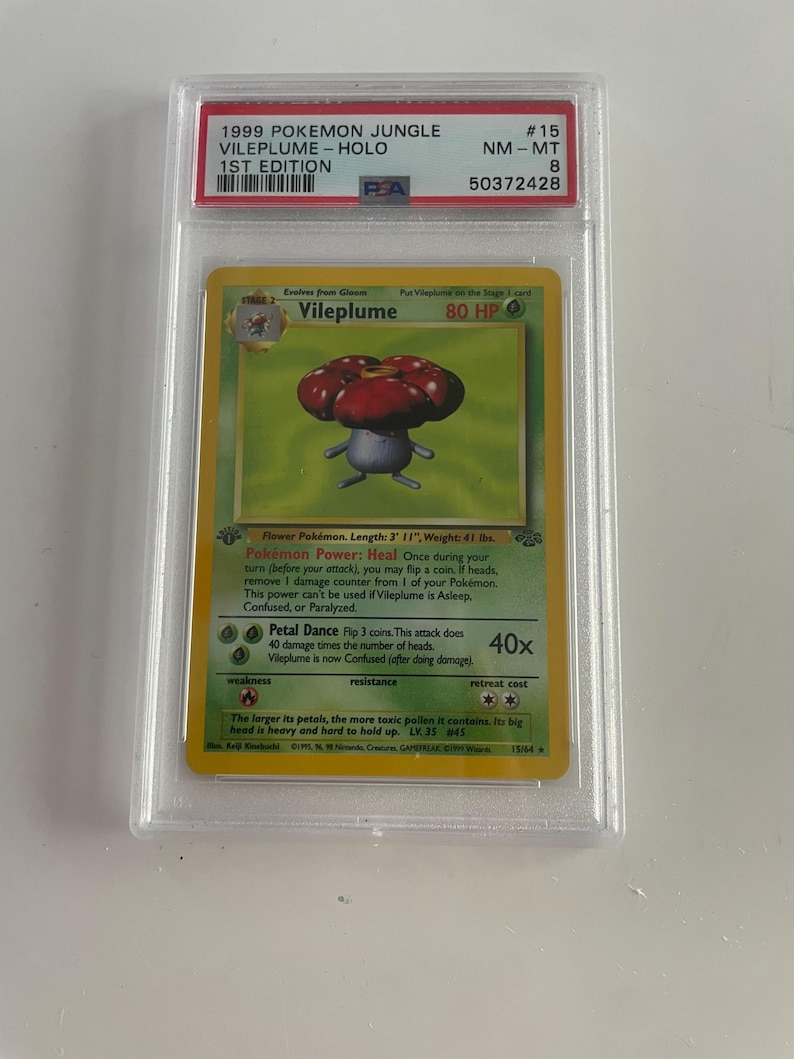 1999 POKEMON JUNGLE #15
VILEPLUME - HOLO NM - MT
1ST EDITION 8
PSA 50372428
Evolves from Gloom Put Vileplume on the Stage 1 card
STAGE 2 Vileplume 80 HP
EDITION 1
Flower Pokémon. Length: 3' 11", Weight: 41 lbs.
Pokémon Power: Heal Once during your
turn (before your attack), you may flip a coin. If heads,
remove 1 damage counter from 1 of your Pokémon.
This power can't be used if Vileplume is Asleep,
Confused, or Paralyzed.
Petal Dance Flip 3 coins. This attack does
40 damage times the number of heads. 40x
Vileplume is now Confused (after doing damage).
weakness resistance retreat cost
The larger its petals, the more toxic pollen it contains. Its big
head is heavy and hard to hold up. LV. 35 #45
Illus. Keiji Kinebuchi ©1995, 96, 98 Nintendo, Creatures, GAMEFREAK. ©1999 Wizards. 15/64 ★